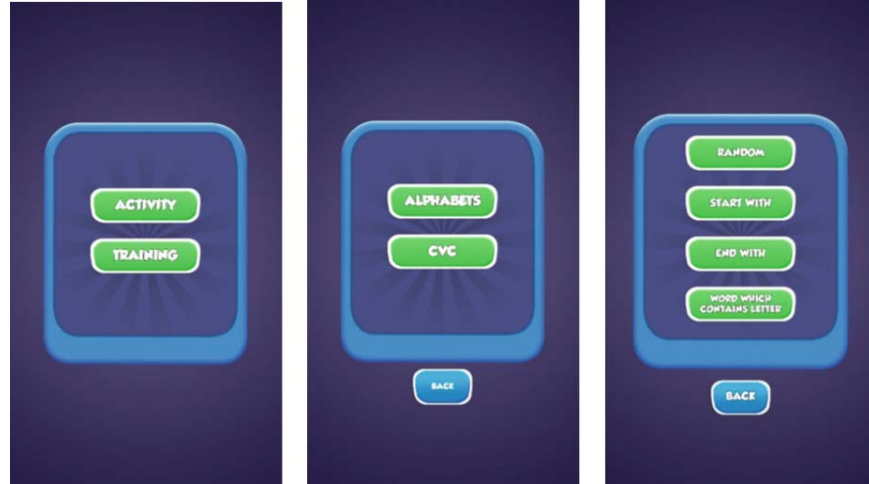 ACTIVITY
TRAINING
ALPHABETS
CVC
BACK
RANDOM
START WITH
END WITH
WORD WHICH
CONTAINS LETTER
BACK